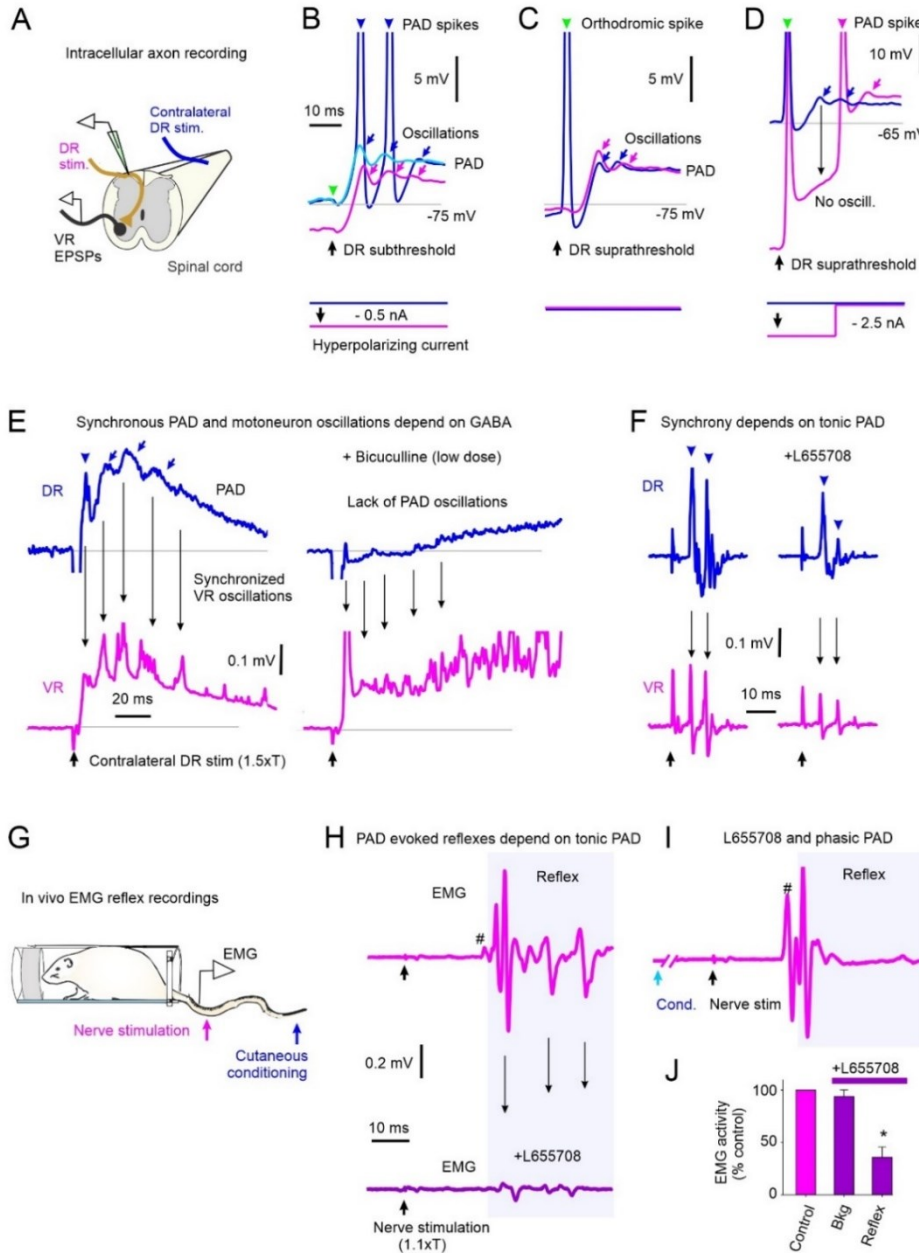 A
Intracellular axon recording
Contralateral
DR stim.
DR
stim.
VR
EPSPs
Spinal cord
B
PAD spikes
5 mV
10 ms
Oscillations
PAD
-75 mV
DR subthreshold
- 0.5 nA
Hyperpolarizing current
C
Orthodromic spike
5 mV
Oscillations
PAD
-75 mV
DR suprathreshold
D
PAD spike
10 mV
-65 mV
No oscill.
DR suprathreshold
- 2.5 nA
E
Synchronous PAD and motoneuron oscillations depend on GABA
DR
PAD
+ Bicuculline (low dose)
Lack of PAD oscillations
Synchronized
VR oscillations
0.1 mV
VR
20 ms
Contralateral DR stim (1.5xT)
F
Synchrony depends on tonic PAD
+L655708
DR
0.1 mV
VR
10 ms
G
In vivo EMG reflex recordings
EMG
Nerve stimulation
Cutaneous
conditioning
H
PAD evoked reflexes depend on tonic PAD
EMG
Reflex
#
0.2 mV
10 ms
EMG
+L655708
Nerve stimulation
(1.1xT)
I
L655708 and phasic PAD
Reflex
#
Cond.
Nerve stim
J
+L655708
EMG activity
(% control)
100
50
0
*
Control
Bkg
Reflex